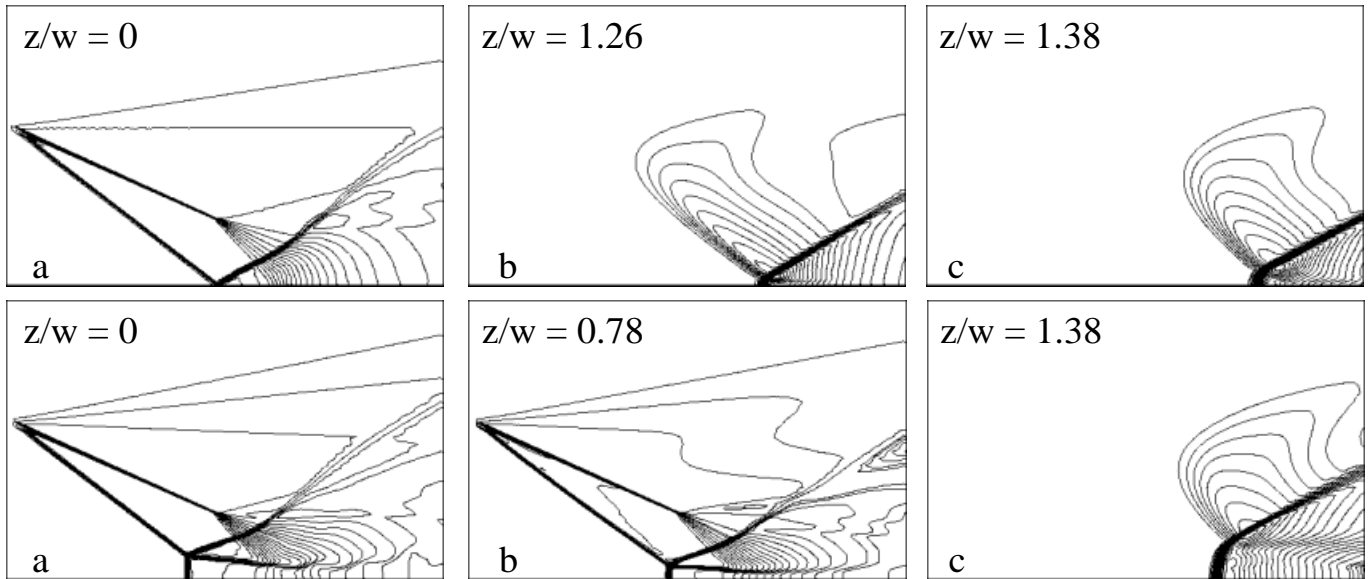 z/w = 0
z/w = 1.26
z/w = 1.38
a
b
c
z/w = 0
z/w = 0.78
z/w = 1.38
a
b
c